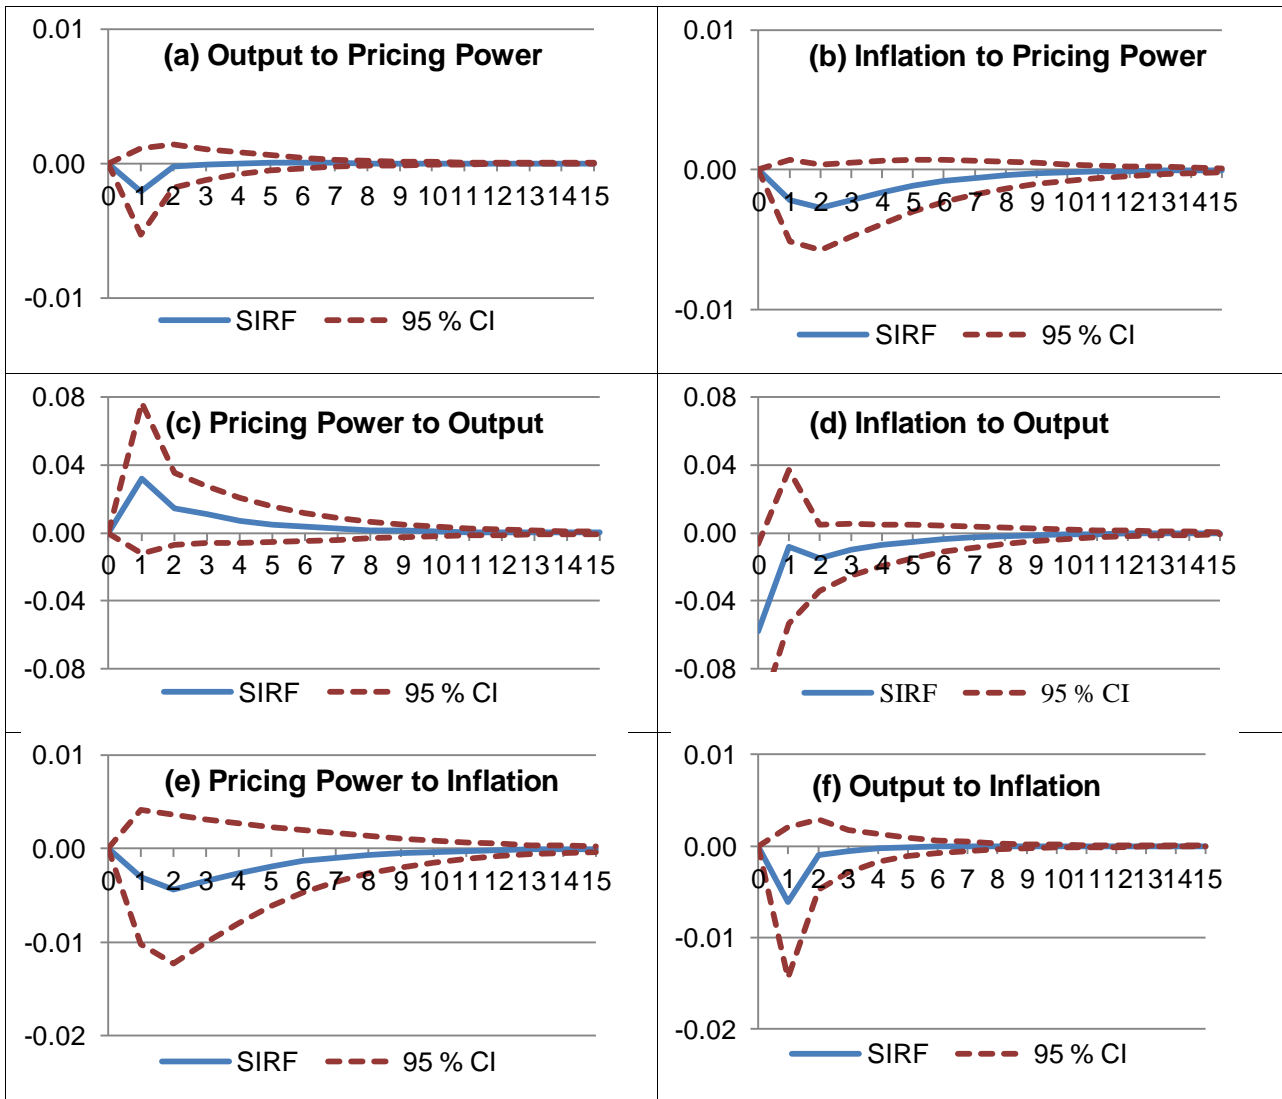 (a) Output to Pricing Power
0.01
0.00
-0.01
0 1 2 3 4 5 6 7 8 9 10 11 12 13 14 15
SIRF 95 % CI
(b) Inflation to Pricing Power
0.01
0.00
-0.01
0 1 2 3 4 5 6 7 8 9 10 11 12 13 14 15
SIRF 95 % CI
(c) Pricing Power to Output
0.08
0.04
0.00
-0.04
-0.08
0 1 2 3 4 5 6 7 8 9 10 11 12 13 14 15
SIRF 95 % CI
(d) Inflation to Output
0.08
0.04
0.00
-0.04
-0.08
0 1 2 3 4 5 6 7 8 9 10 11 12 13 14 15
SIRF 95 % CI
(e) Pricing Power to Inflation
0.01
0.00
-0.01
-0.02
0 1 2 3 4 5 6 7 8 9 10 11 12 13 14 15
SIRF 95 % CI
(f) Output to Inflation
0.01
0.00
-0.01
-0.02
0 1 2 3 4 5 6 7 8 9 10 11 12 13 14 15
SIRF 95 % CI